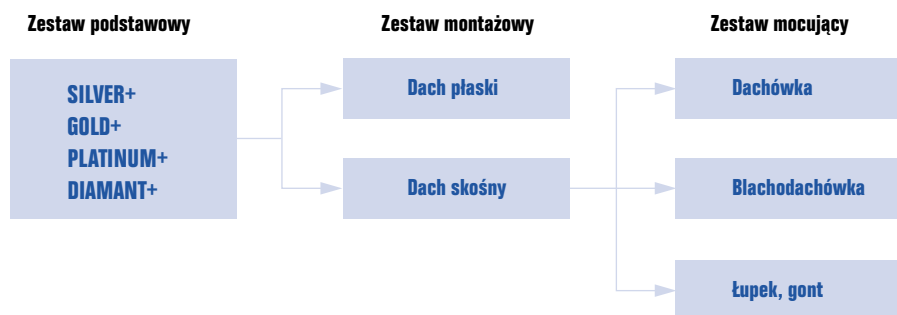 Zestaw podstawowy
Zestaw montażowy
Zestaw mocujący
SILVER+
GOLD+
PLATINUM+
DIAMANT+
Dach płaski
Dach skośny
Dachówka
Blachodachówka
Łupek, gont